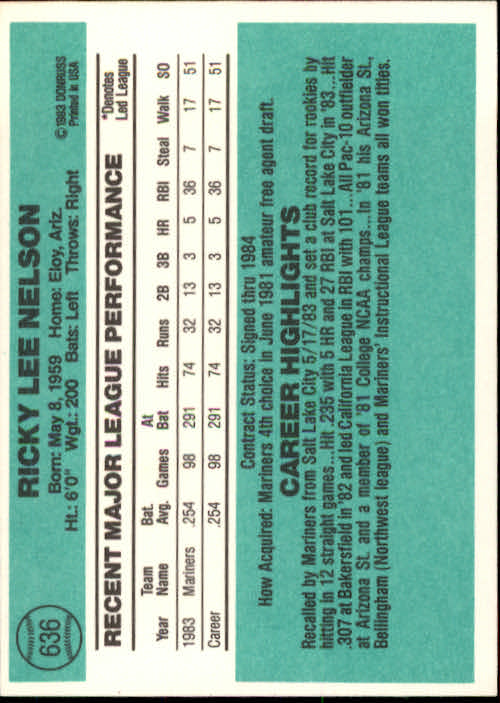 636
RICKY LEE NELSON
Born: May 8, 1959 Home: Eloy, Ariz.
Ht.: 6'0" Wgt.: 200 Bats: Left Throws: Right
©1983 DONRUSS
Printed in USA
RECENT MAJOR LEAGUE PERFORMANCE
*Denotes
Led League
Year Team Name Bat. Avg. Games At Bat Hits Runs 2B 3B HR RBI Steal Walk SO
1983 Mariners .254 98 291 74 32 13 3 5 36 7 17 51
Career .254 98 291 74 32 13 3 5 36 7 17 51
Contract Status: Signed thru 1984
How Acquired: Mariners 4th choice in June 1981 amateur free agent draft.
CAREER HIGHLIGHTS
Recalled by Mariners from Salt Lake City 5/17/83 and set a club record for rookies by
hitting in 12 straight games...Hit .235 with 5 HR and 27 RBI at Salt Lake City in '83...Hit
.307 at Bakersfield in '82 and led California League in RBI with 101...All Pac-10 outfielder
at Arizona St. and a member of '81 College NCAA champs...In '81 his Arizona St.,
Bellingham (Northwest league) and Mariners' Instructional League teams all won titles.